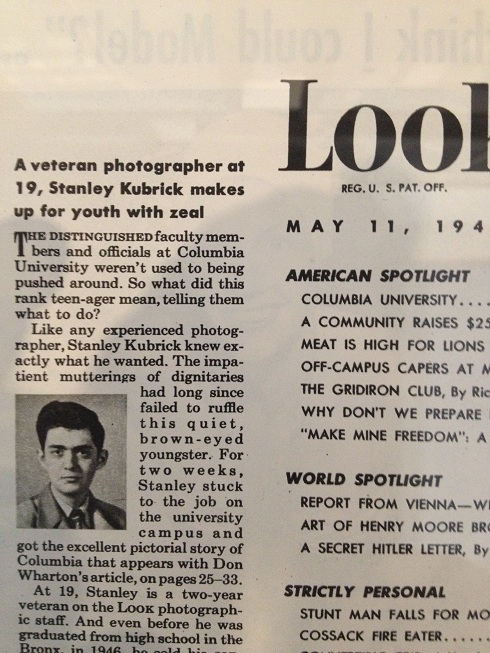 think I could Model?"
A veteran photographer at
19, Stanley Kubrick makes
up for youth with zeal
THE DISTINGUISHED faculty mem-
bers and officials at Columbia
University weren't used to being
pushed around. So what did this
rank teen-ager mean, telling them
what to do?
Like any experienced photog-
rapher, Stanley Kubrick knew ex-
actly what he wanted. The impa-
tient mutterings of dignitaries
had long since
failed to ruffle
this quiet,
brown-eyed
youngster. For
two weeks,
Stanley stuck
to the job on
the university
campus and
got the excellent pictorial story of
Columbia that appears with Don
Wharton's article, on pages 25–33.
At 19, Stanley is a two-year
veteran on the LOOK photograph-
ic staff. And even before he was
graduated from high school in the
Bronx, in 1946, he sold his
Look
REG. U. S. PAT. OFF.
MAY 11, 194
AMERICAN SPOTLIGHT
COLUMBIA UNIVERSITY....
A COMMUNITY RAISES $25
MEAT IS HIGH FOR LIONS
OFF-CAMPUS CAPERS AT M
THE GRIDIRON CLUB, By Ric
WHY DON'T WE PREPARE
"MAKE MINE FREEDOM": A
WORLD SPOTLIGHT
REPORT FROM VIENNA—WI
ART OF HENRY MOORE BRO
A SECRET HITLER LETTER, By
STRICTLY PERSONAL
STUNT MAN FALLS FOR MO
COSSACK FIRE EATER......